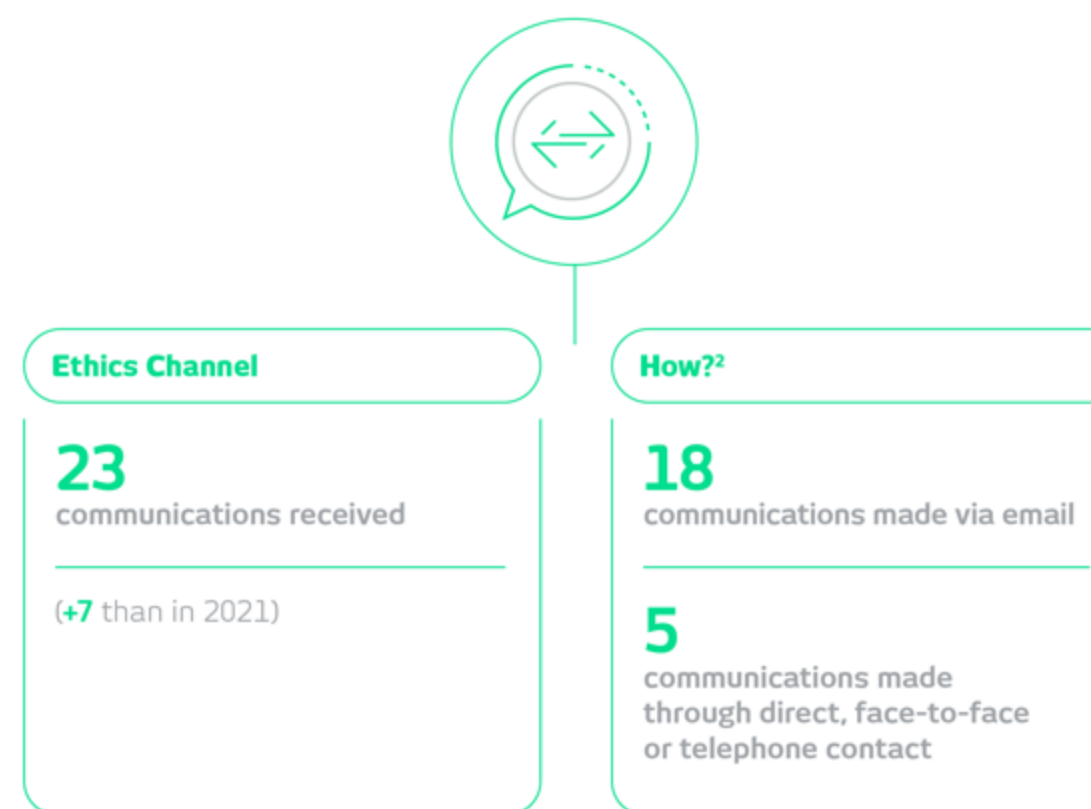 Ethics Channel
23
communications received
(+7 than in 2021)
How?²
18
communications made via email
5
communications made
through direct, face-to-face
or telephone contact